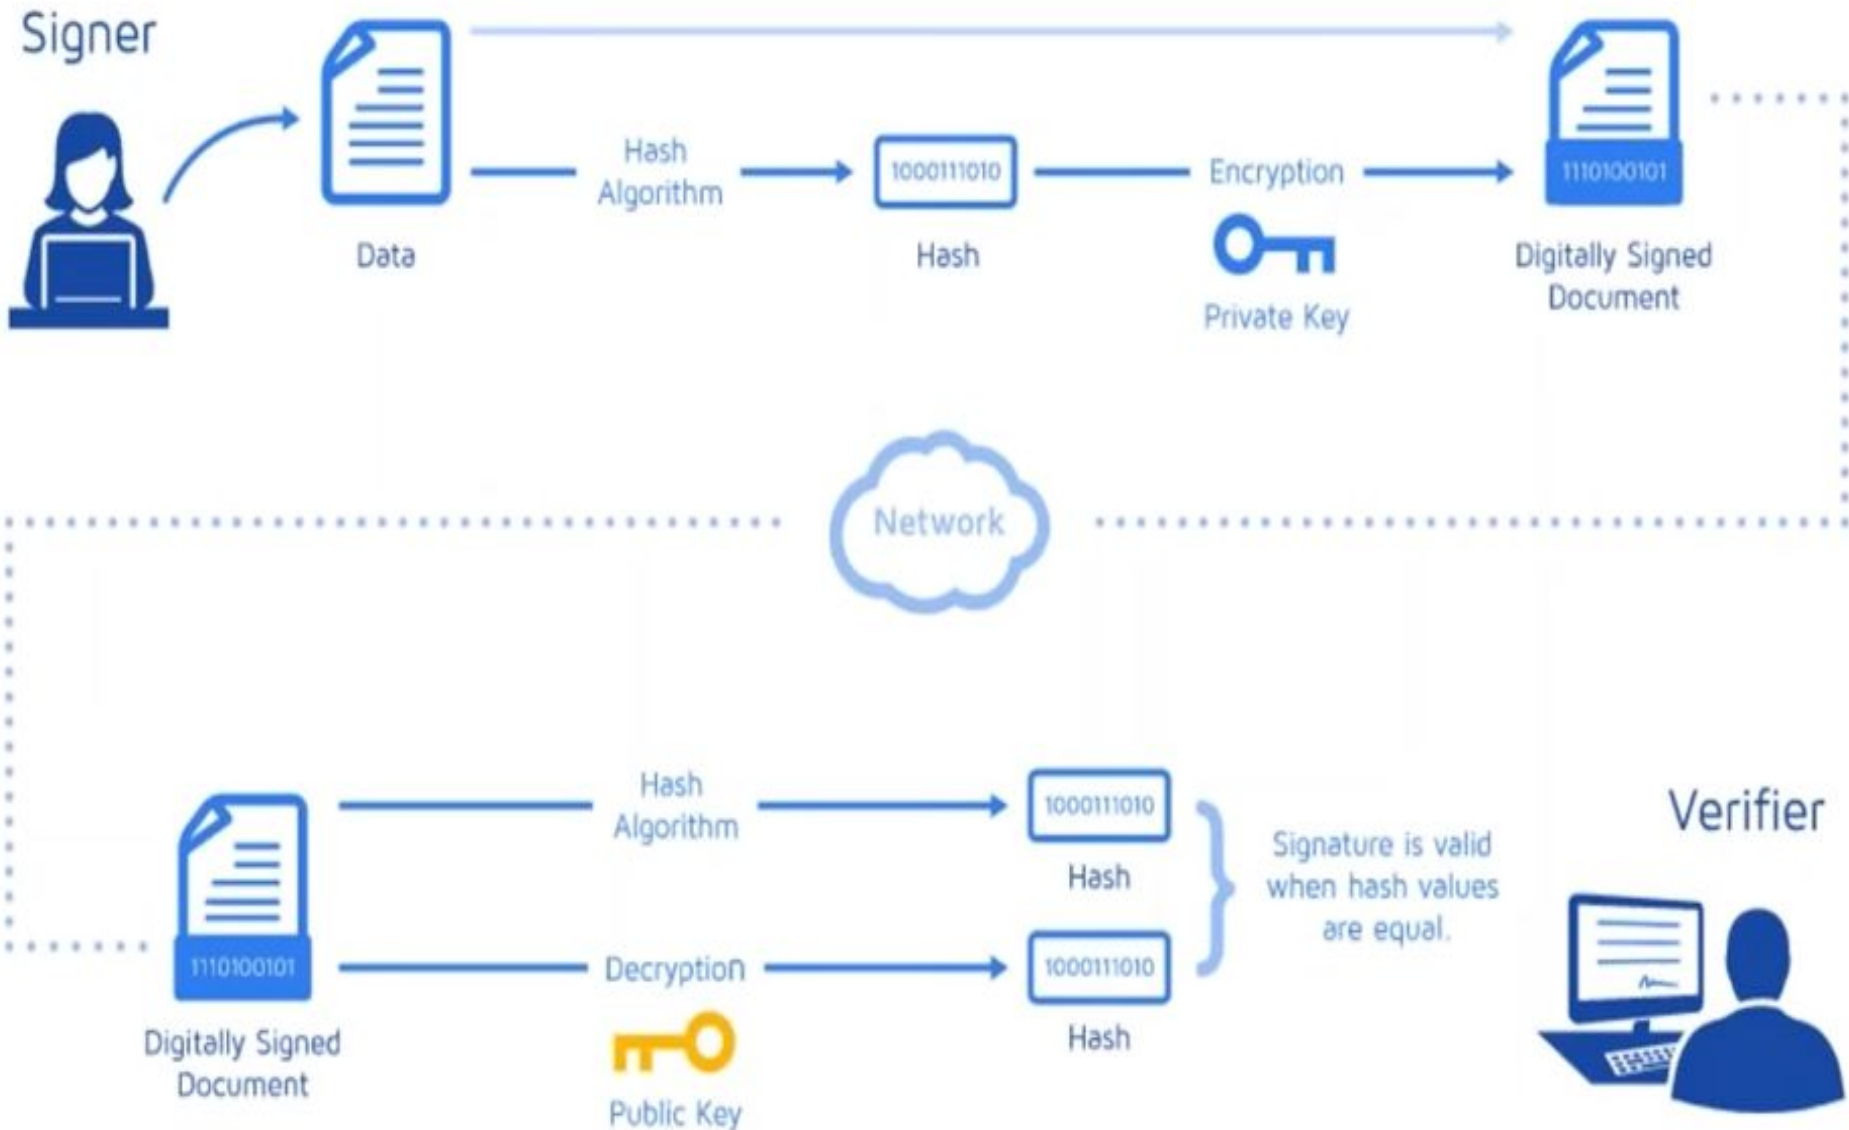 Signer
Hash
Algorithm
1000111010
Encryption
1110100101
Data
Hash
Digitally Signed
Document
Private Key
Network
Hash
Algorithm
1000111010
Hash
Verifier
Signature is valid
when hash values
are equal.
1110100101
Decryption
1000111010
Hash
Digitally Signed
Document
Public Key